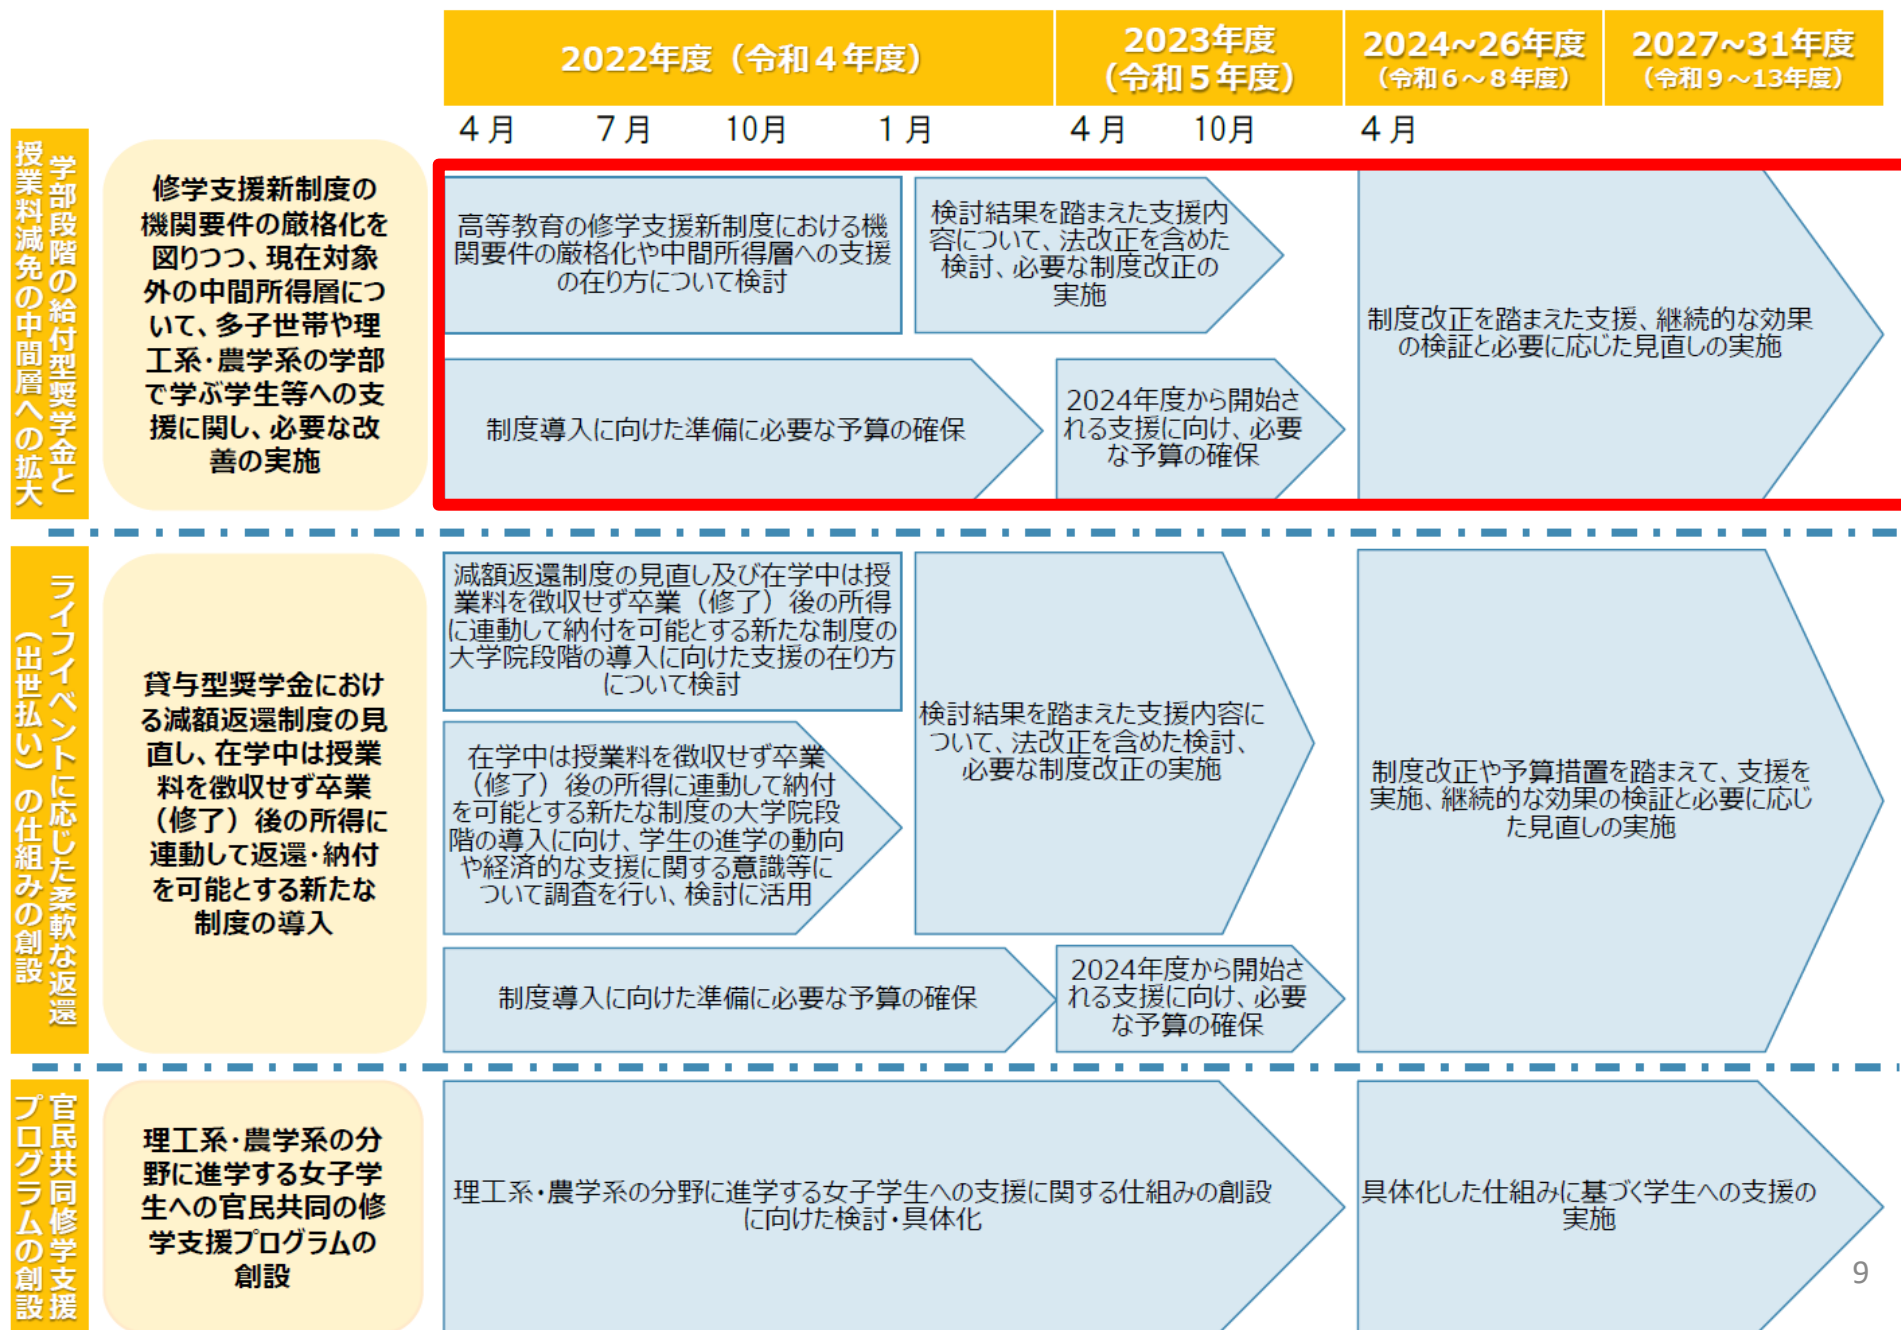 2022年度（令和４年度）
2023年度
（令和５年度）
2024~26年度
（令和６～８年度）
2027~31年度
（令和９～13年度）
４月
７月
10月
１月
４月
10月
４月
学部段階の給付型奨学金と
授業料減免の中間層への拡大
修学支援新制度の
機関要件の厳格化を
図りつつ、現在対象
外の中間所得層につ
いて、多子世帯や理
工系・農学系の学部
で学ぶ学生等への支
援に関し、必要な改
善の実施
高等教育の修学支援新制度における機
関要件の厳格化や中間所得層への支援
の在り方について検討
検討結果を踏まえた支援内
容について、法改正を含めた
検討、必要な制度改正の
実施
制度導入に向けた準備に必要な予算の確保
2024年度から開始さ
れる支援に向け、必要
な予算の確保
制度改正を踏まえた支援、継続的な効果
の検証と必要に応じた見直しの実施
ライフイベントに応じた柔軟な返還
（出世払い）の仕組みの創設
貸与型奨学金におけ
る減額返還制度の見
直し、在学中は授業
料を徴収せず卒業
（修了）後の所得に
連動して返還・納付
を可能とする新たな
制度の導入
減額返還制度の見直し及び在学中は授
業料を徴収せず卒業（修了）後の所得
に連動して納付を可能とする新たな制度の
大学院段階の導入に向けた支援の在り方
について検討
在学中は授業料を徴収せず卒業
（修了）後の所得に連動して納付
を可能とする新たな制度の大学院段
階の導入に向け、学生の進学の動向
や経済的な支援に関する意識等に
ついて調査を行い、検討に活用
検討結果を踏まえた支援内容に
ついて、法改正を含めた検討、
必要な制度改正の実施
制度導入に向けた準備に必要な予算の確保
2024年度から開始さ
れる支援に向け、必要
な予算の確保
制度改正や予算措置を踏まえて、支援を
実施、継続的な効果の検証と必要に応じ
た見直しの実施
官民共同修学支援
プログラムの創設
理工系・農学系の分
野に進学する女子学
生への官民共同の修
学支援プログラムの
創設
理工系・農学系の分野に進学する女子学生への支援に関する仕組みの創設
に向けた検討・具体化
具体化した仕組みに基づく学生への支援の
実施
9